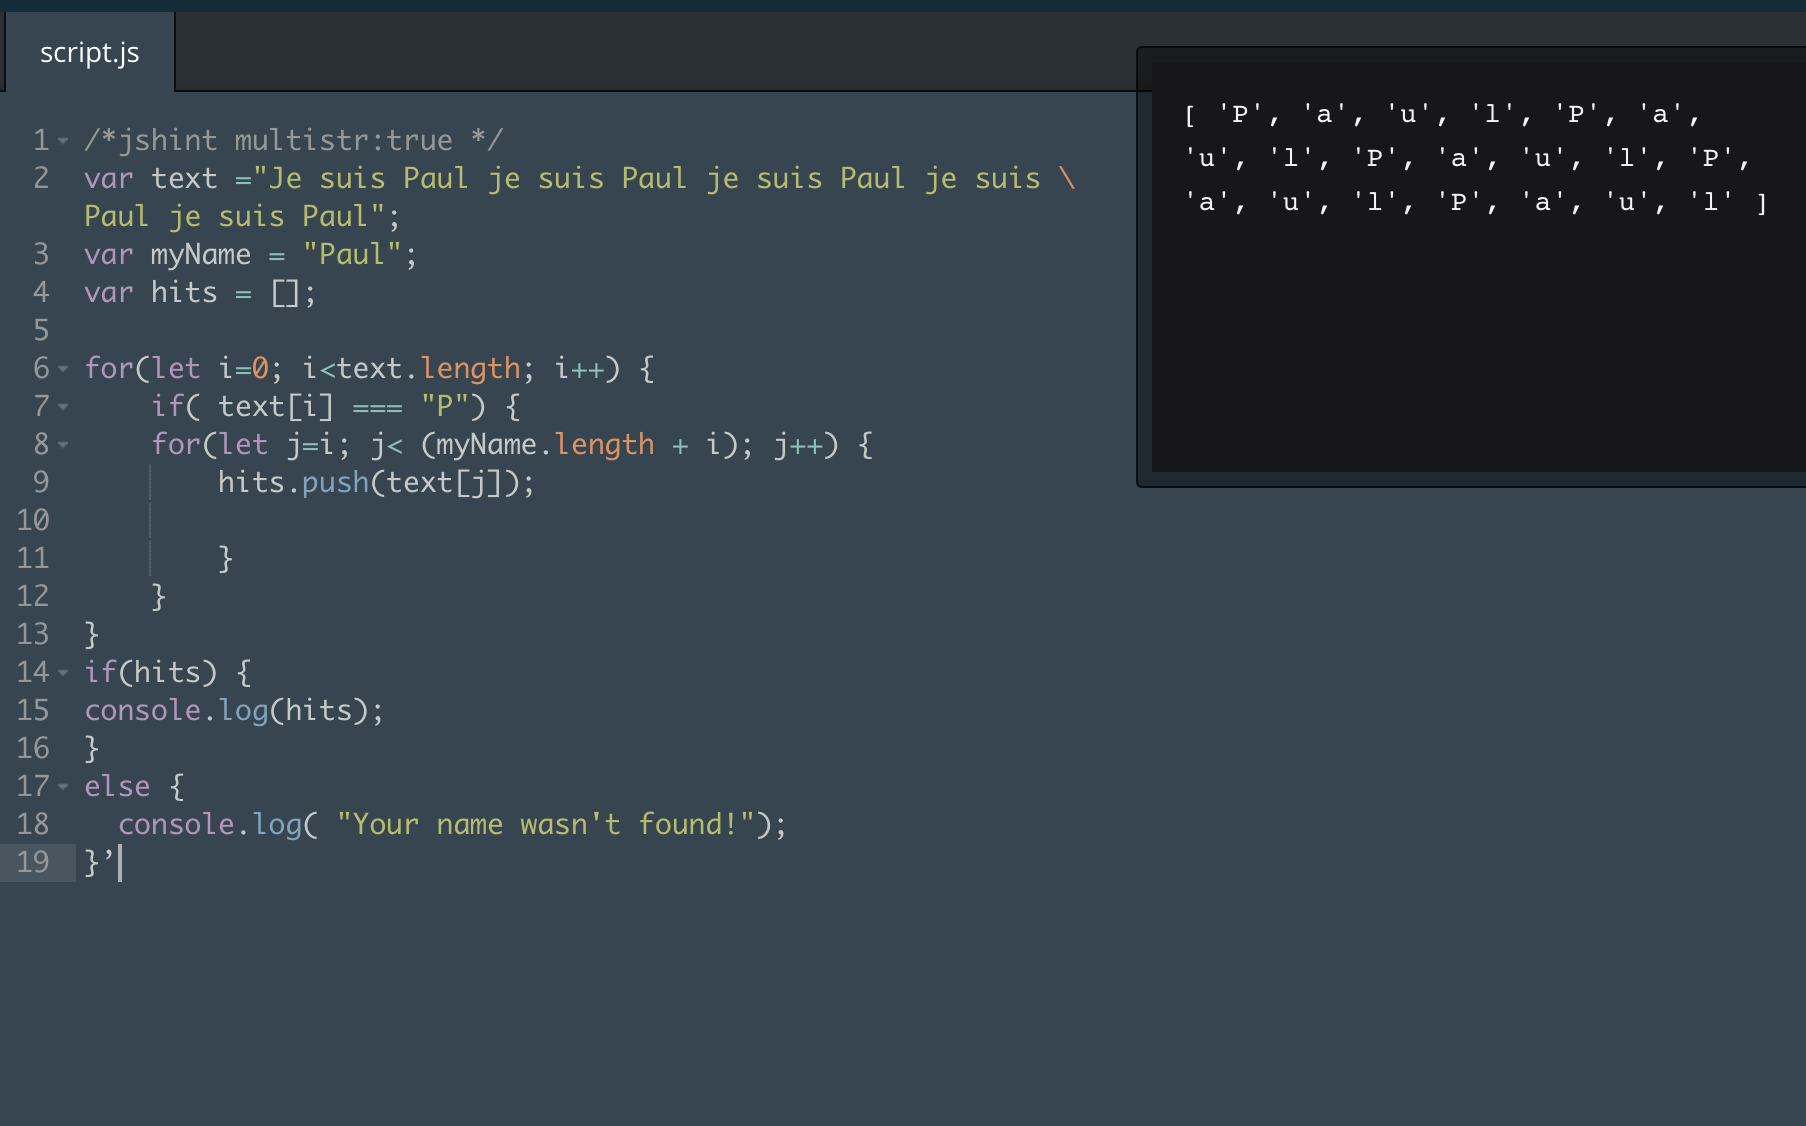 script.js
1 /*jshint multistr:true */
2 var text ="Je suis Paul je suis Paul je suis Paul je suis \
Paul je suis Paul";
3 var myName = "Paul";
4 var hits = [];
5
6 for(let i=0; i<text.length; i++) {
7     if( text[i] === "P") {
8     for(let j=i; j< (myName.length + i); j++) {
9         hits.push(text[j]);
10
11         }
12     }
13 }
14 if(hits) {
15 console.log(hits);
16 }
17 else {
18   console.log( "Your name wasn't found!");
19 }’
[ 'P', 'a', 'u', 'l', 'P', 'a',
'u', 'l', 'P', 'a', 'u', 'l', 'P',
'a', 'u', 'l', 'P', 'a', 'u', 'l' ]